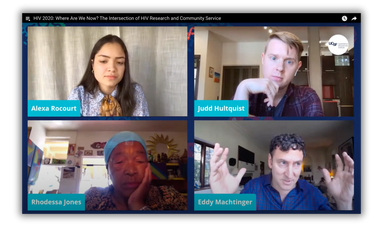 HIV 2020: Where Are We Now? The Intersection of HIV Research and Community Service
Alexa Rocourt
Judd Hultquist
Rhodessa Jones
Eddy Machtinger